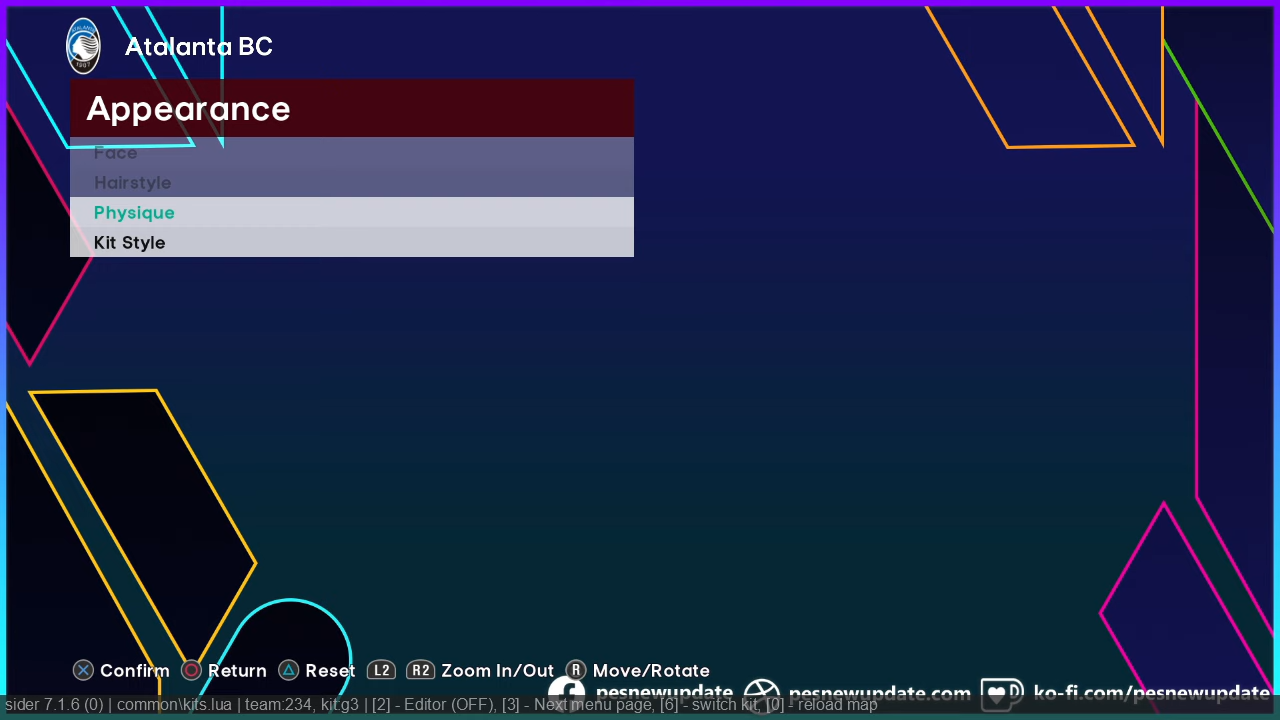 Atalanta BC
Appearance
Face
Hairstyle
Physique
Kit Style
Confirm Return Reset L2 R2 Zoom In/Out R Move/Rotate
pesnewupdate pesnewupdate.com ko-fi.com/pesnewupdate
sider 7.1.6 (0) | common\kits.lua | team:234, kit:g3 | [2] - Editor (OFF), [3] - Next menu page, [6] - switch kit, [0] - reload map